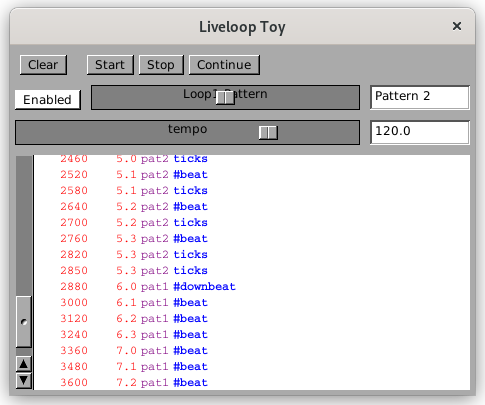 Liveloop Toy
Clear Start Stop Continue
Enabled Loop1 Pattern Pattern 2
tempo 120.0
2460 5.0 pat2 ticks
2520 5.1 pat2 #beat
2580 5.1 pat2 ticks
2640 5.2 pat2 #beat
2700 5.2 pat2 ticks
2760 5.3 pat2 #beat
2820 5.3 pat2 ticks
2850 5.3 pat2 ticks
2880 6.0 pat1 #downbeat
3000 6.1 pat1 #beat
3120 6.2 pat1 #beat
3240 6.3 pat1 #beat
3360 7.0 pat1 #beat
3480 7.1 pat1 #beat
3600 7.2 pat1 #beat